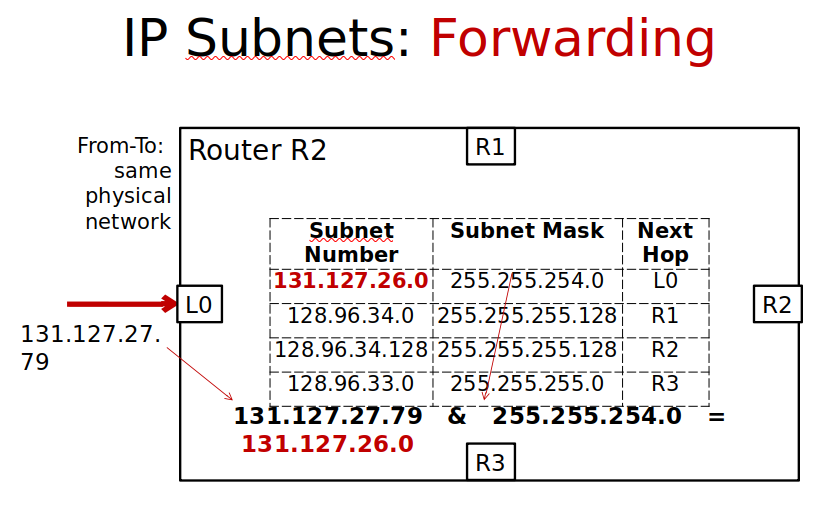 IP Subnets: Forwarding
From-To:
same
physical
network
Router R2
R1
Subnet Number Subnet Mask Next Hop
131.127.26.0 255.255.254.0 L0
128.96.34.0 255.255.255.128 R1
128.96.34.128 255.255.255.128 R2
128.96.33.0 255.255.255.0 R3
L0
R2
131.127.27.
79
131.127.27.79 & 255.255.254.0 =
131.127.26.0
R3